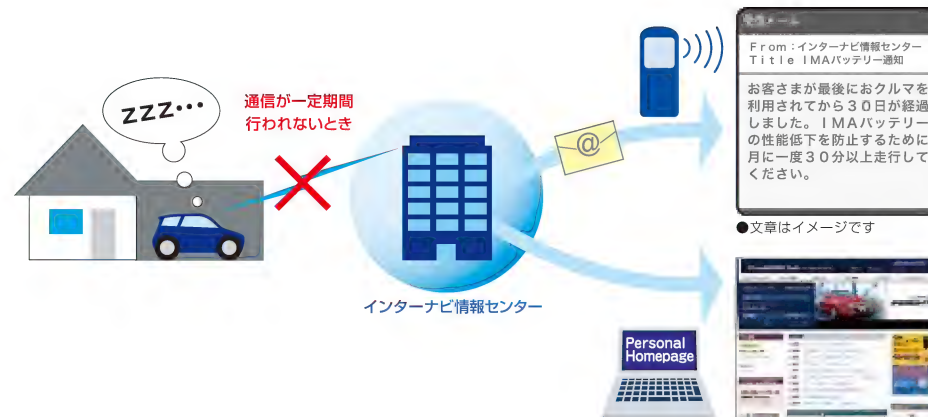 zzz…
通信が一定期間
行われないとき
インターナビ情報センター
@
From：インターナビ情報センター
Title IMAバッテリー通知
お客さまが最後におクルマを
利用されてから３０日が経過
しました。ＩＭＡバッテリー
の性能低下を防止するために
月に一度３０分以上走行して
ください。
●文章はイメージです
Personal
Homepage